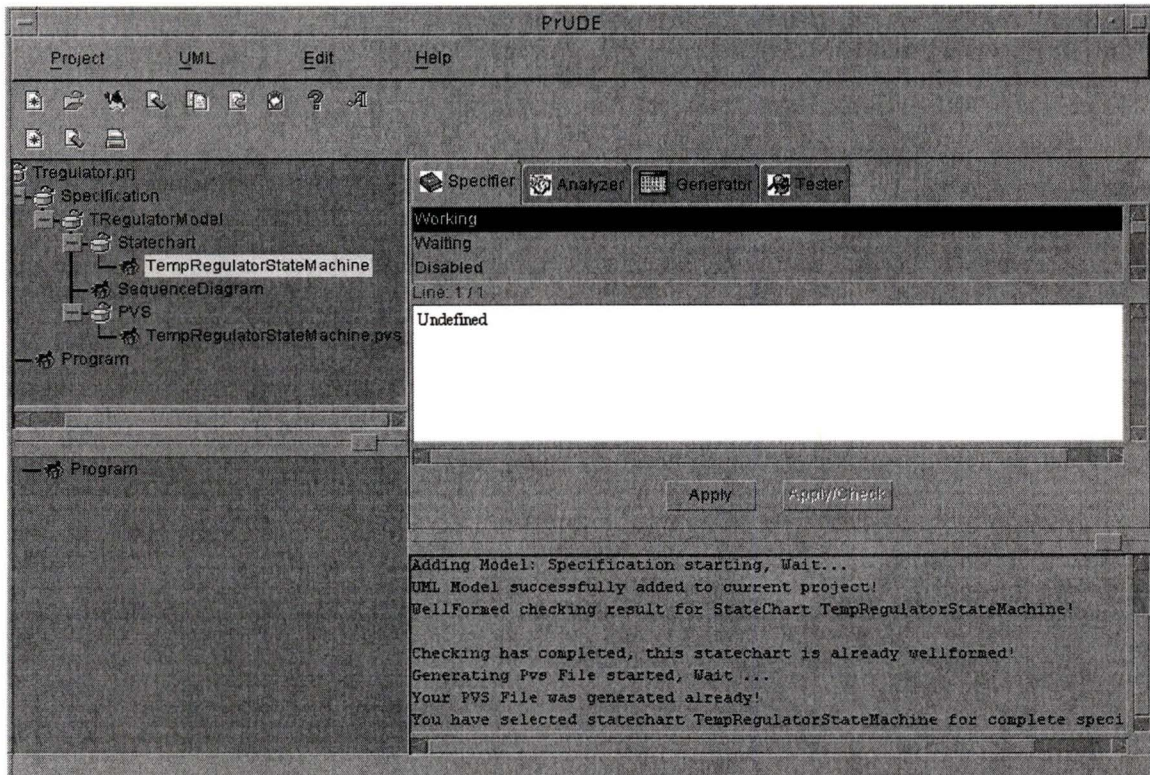 PrUDE
Project UML Edit Help
Tregulator.prj
Specification
TRegulatorModel
Statechart
TempRegulatorStateMachine
SequenceDiagram
PVS
TempRegulatorStateMachine.pvs
Program
Program
Specifier Analyzer Generator Tester
Working
Waiting
Disabled
Line: 1 / 1
Undefined
Apply Apply/Check
Adding Model: Specification starting, Wait...
UML Model successfully added to current project!
WellFormed checking result for StateChart TempRegulatorStateMachine!
Checking has completed, this statechart is already wellformed!
Generating Pvs File started, Wait ...
Your PVS File was generated already!
You have selected statechart TempRegulatorStateMachine for complete speci